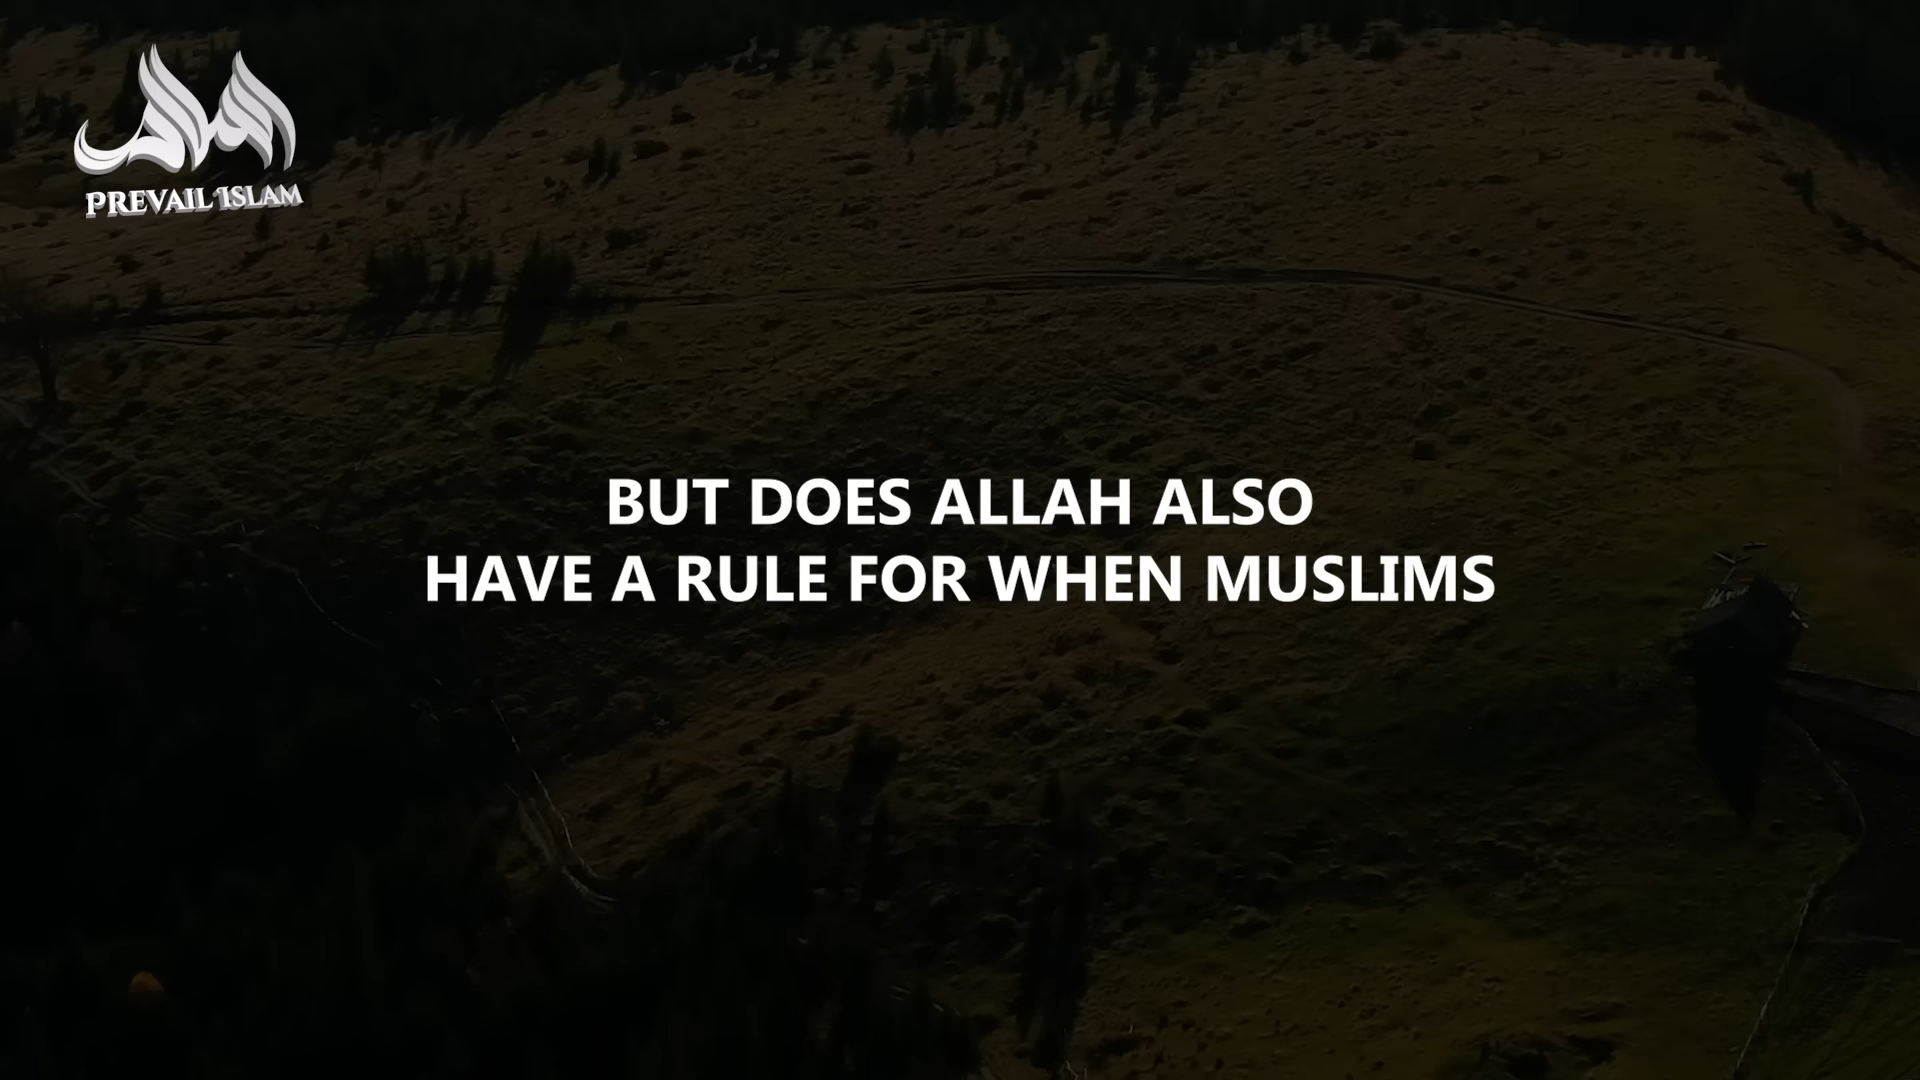 PREVAIL ISLAM
BUT DOES ALLAH ALSO
HAVE A RULE FOR WHEN MUSLIMS